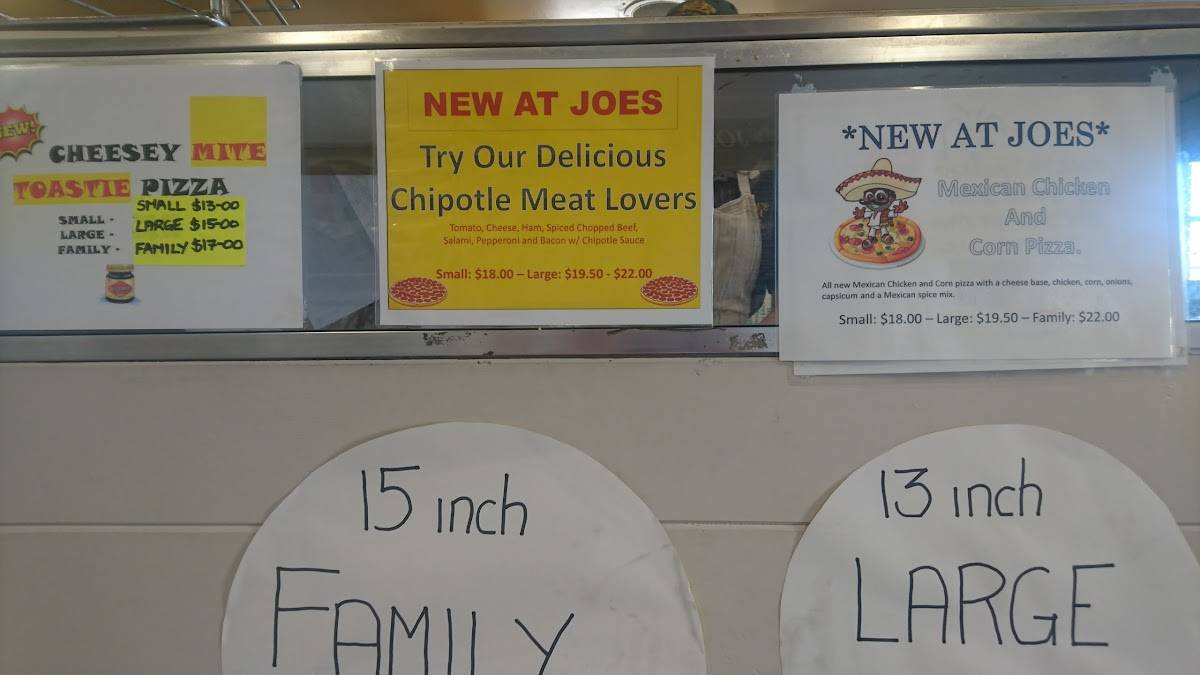 NEW!
CHEESEY MITE
TOASTIE PIZZA
SMALL - SMALL $13-00
LARGE - LARGE $15-00
FAMILY - FAMILY $17-00
NEW AT JOES
Try Our Delicious
Chipotle Meat Lovers
Tomato, Cheese, Ham, Spiced Chopped Beef,
Salami, Pepperoni and Bacon w/ Chipotle Sauce
Small: $18.00 – Large: $19.50 - $22.00
*NEW AT JOES*
Mexican Chicken
And
Corn Pizza.
All new Mexican Chicken and Corn pizza with a cheese base, chicken, corn, onions,
capsicum and a Mexican spice mix.
Small: $18.00 – Large: $19.50 – Family: $22.00
15 inch
FAMILY
13 inch
LARGE